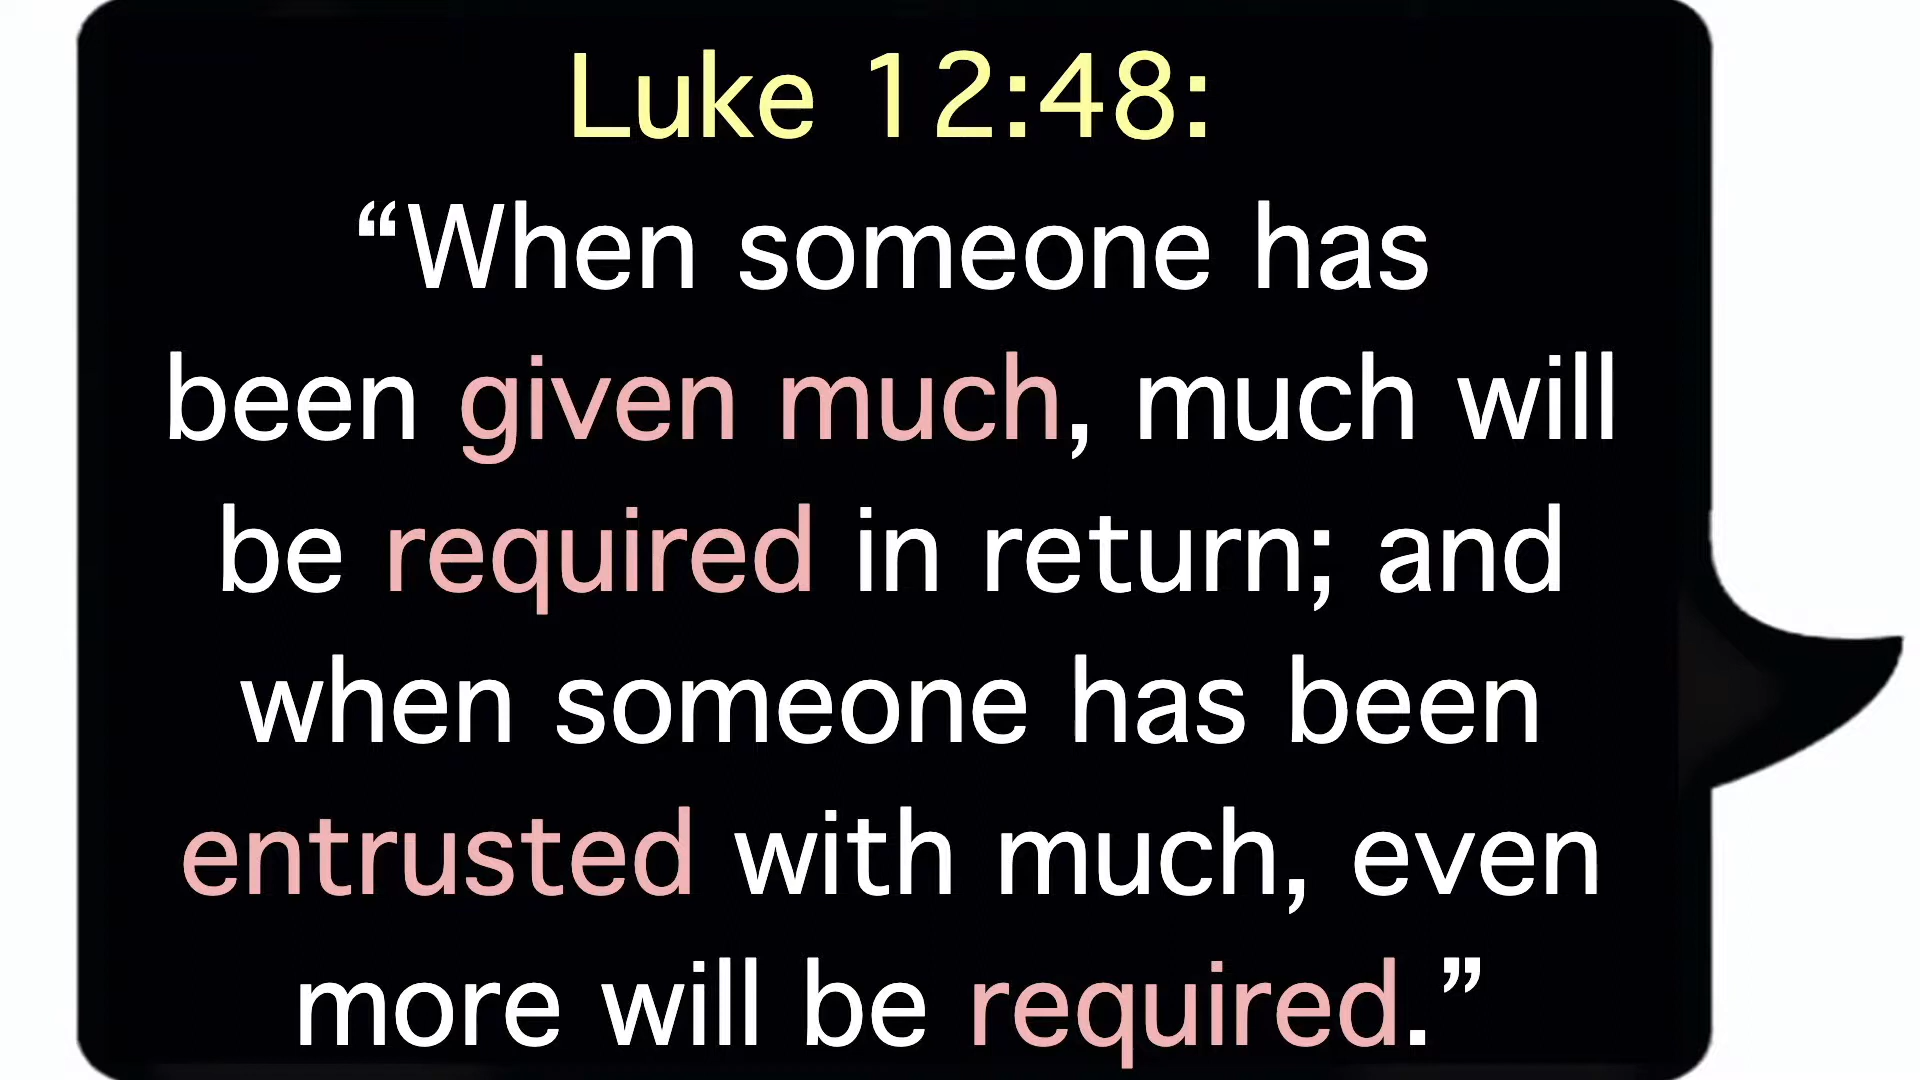 Luke 12:48:
“When someone has
been given much, much will
be required in return; and
when someone has been
entrusted with much, even
more will be required.”